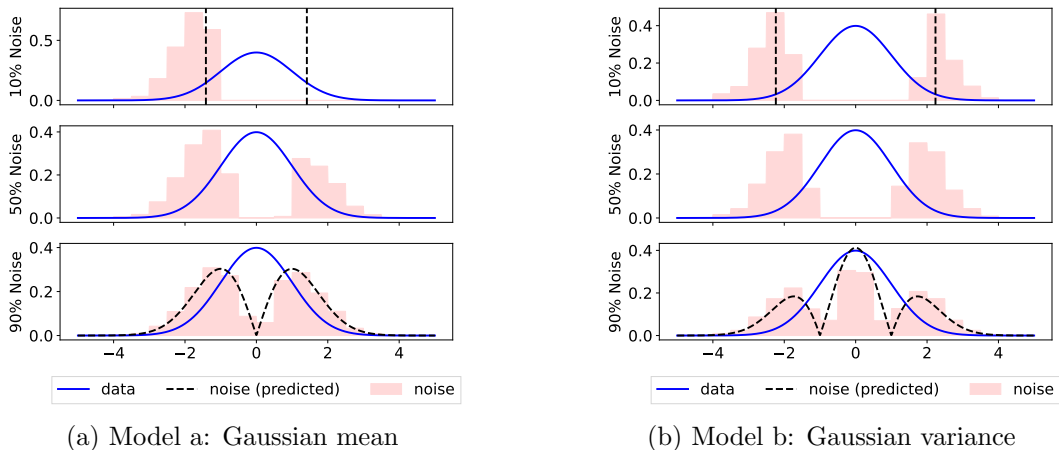 10% Noise
0.5
0.0
50% Noise
0.4
0.2
0.0
90% Noise
0.4
0.2
0.0
−4 −2 0 2 4
data noise (predicted) noise
(a) Model a: Gaussian mean
10% Noise
0.4
0.2
0.0
50% Noise
0.4
0.2
0.0
90% Noise
0.4
0.2
0.0
−4 −2 0 2 4
data noise (predicted) noise
(b) Model b: Gaussian variance